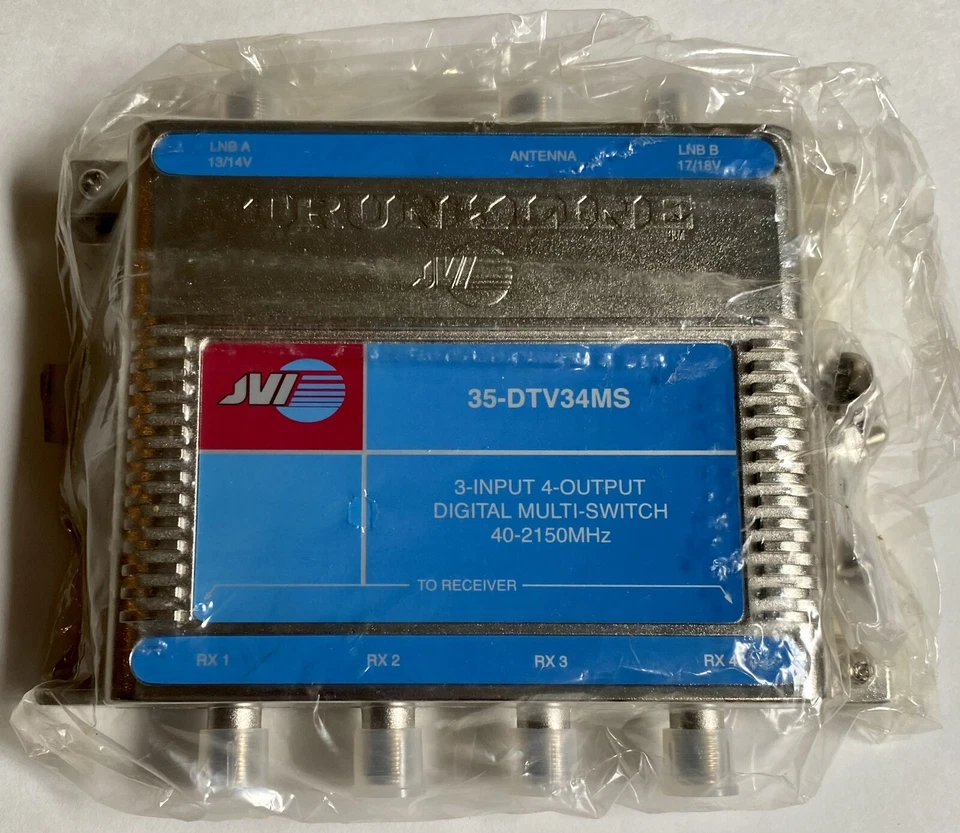 LNB A
13/14V
ANTENNA
LNB B
17/18V
TRUNKLINE
TM
JVI
JVI
35-DTV34MS
3-INPUT 4-OUTPUT
DIGITAL MULTI-SWITCH
40-2150MHz
TO RECEIVER
RX 1
RX 2
RX 3
RX 4